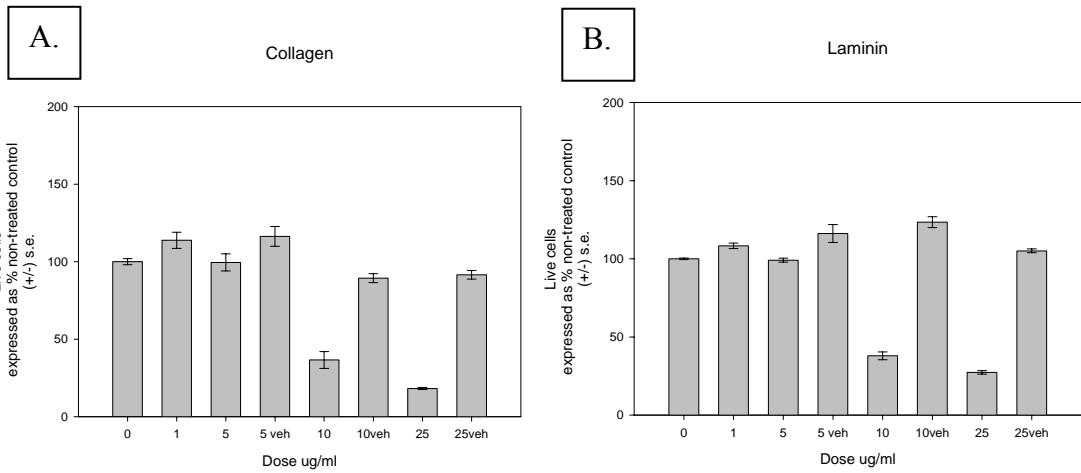 A.
Collagen
expressed as % non-treated control
(+/-) s.e.
200
150
100
50
0
0 1 5 5 veh 10 10veh 25 25veh
Dose ug/ml
B.
Laminin
Live cells
expressed as % non-treated control
(+/-) s.e.
200
150
100
50
0
0 1 5 5 veh 10 10veh 25 25veh
Dose ug/ml